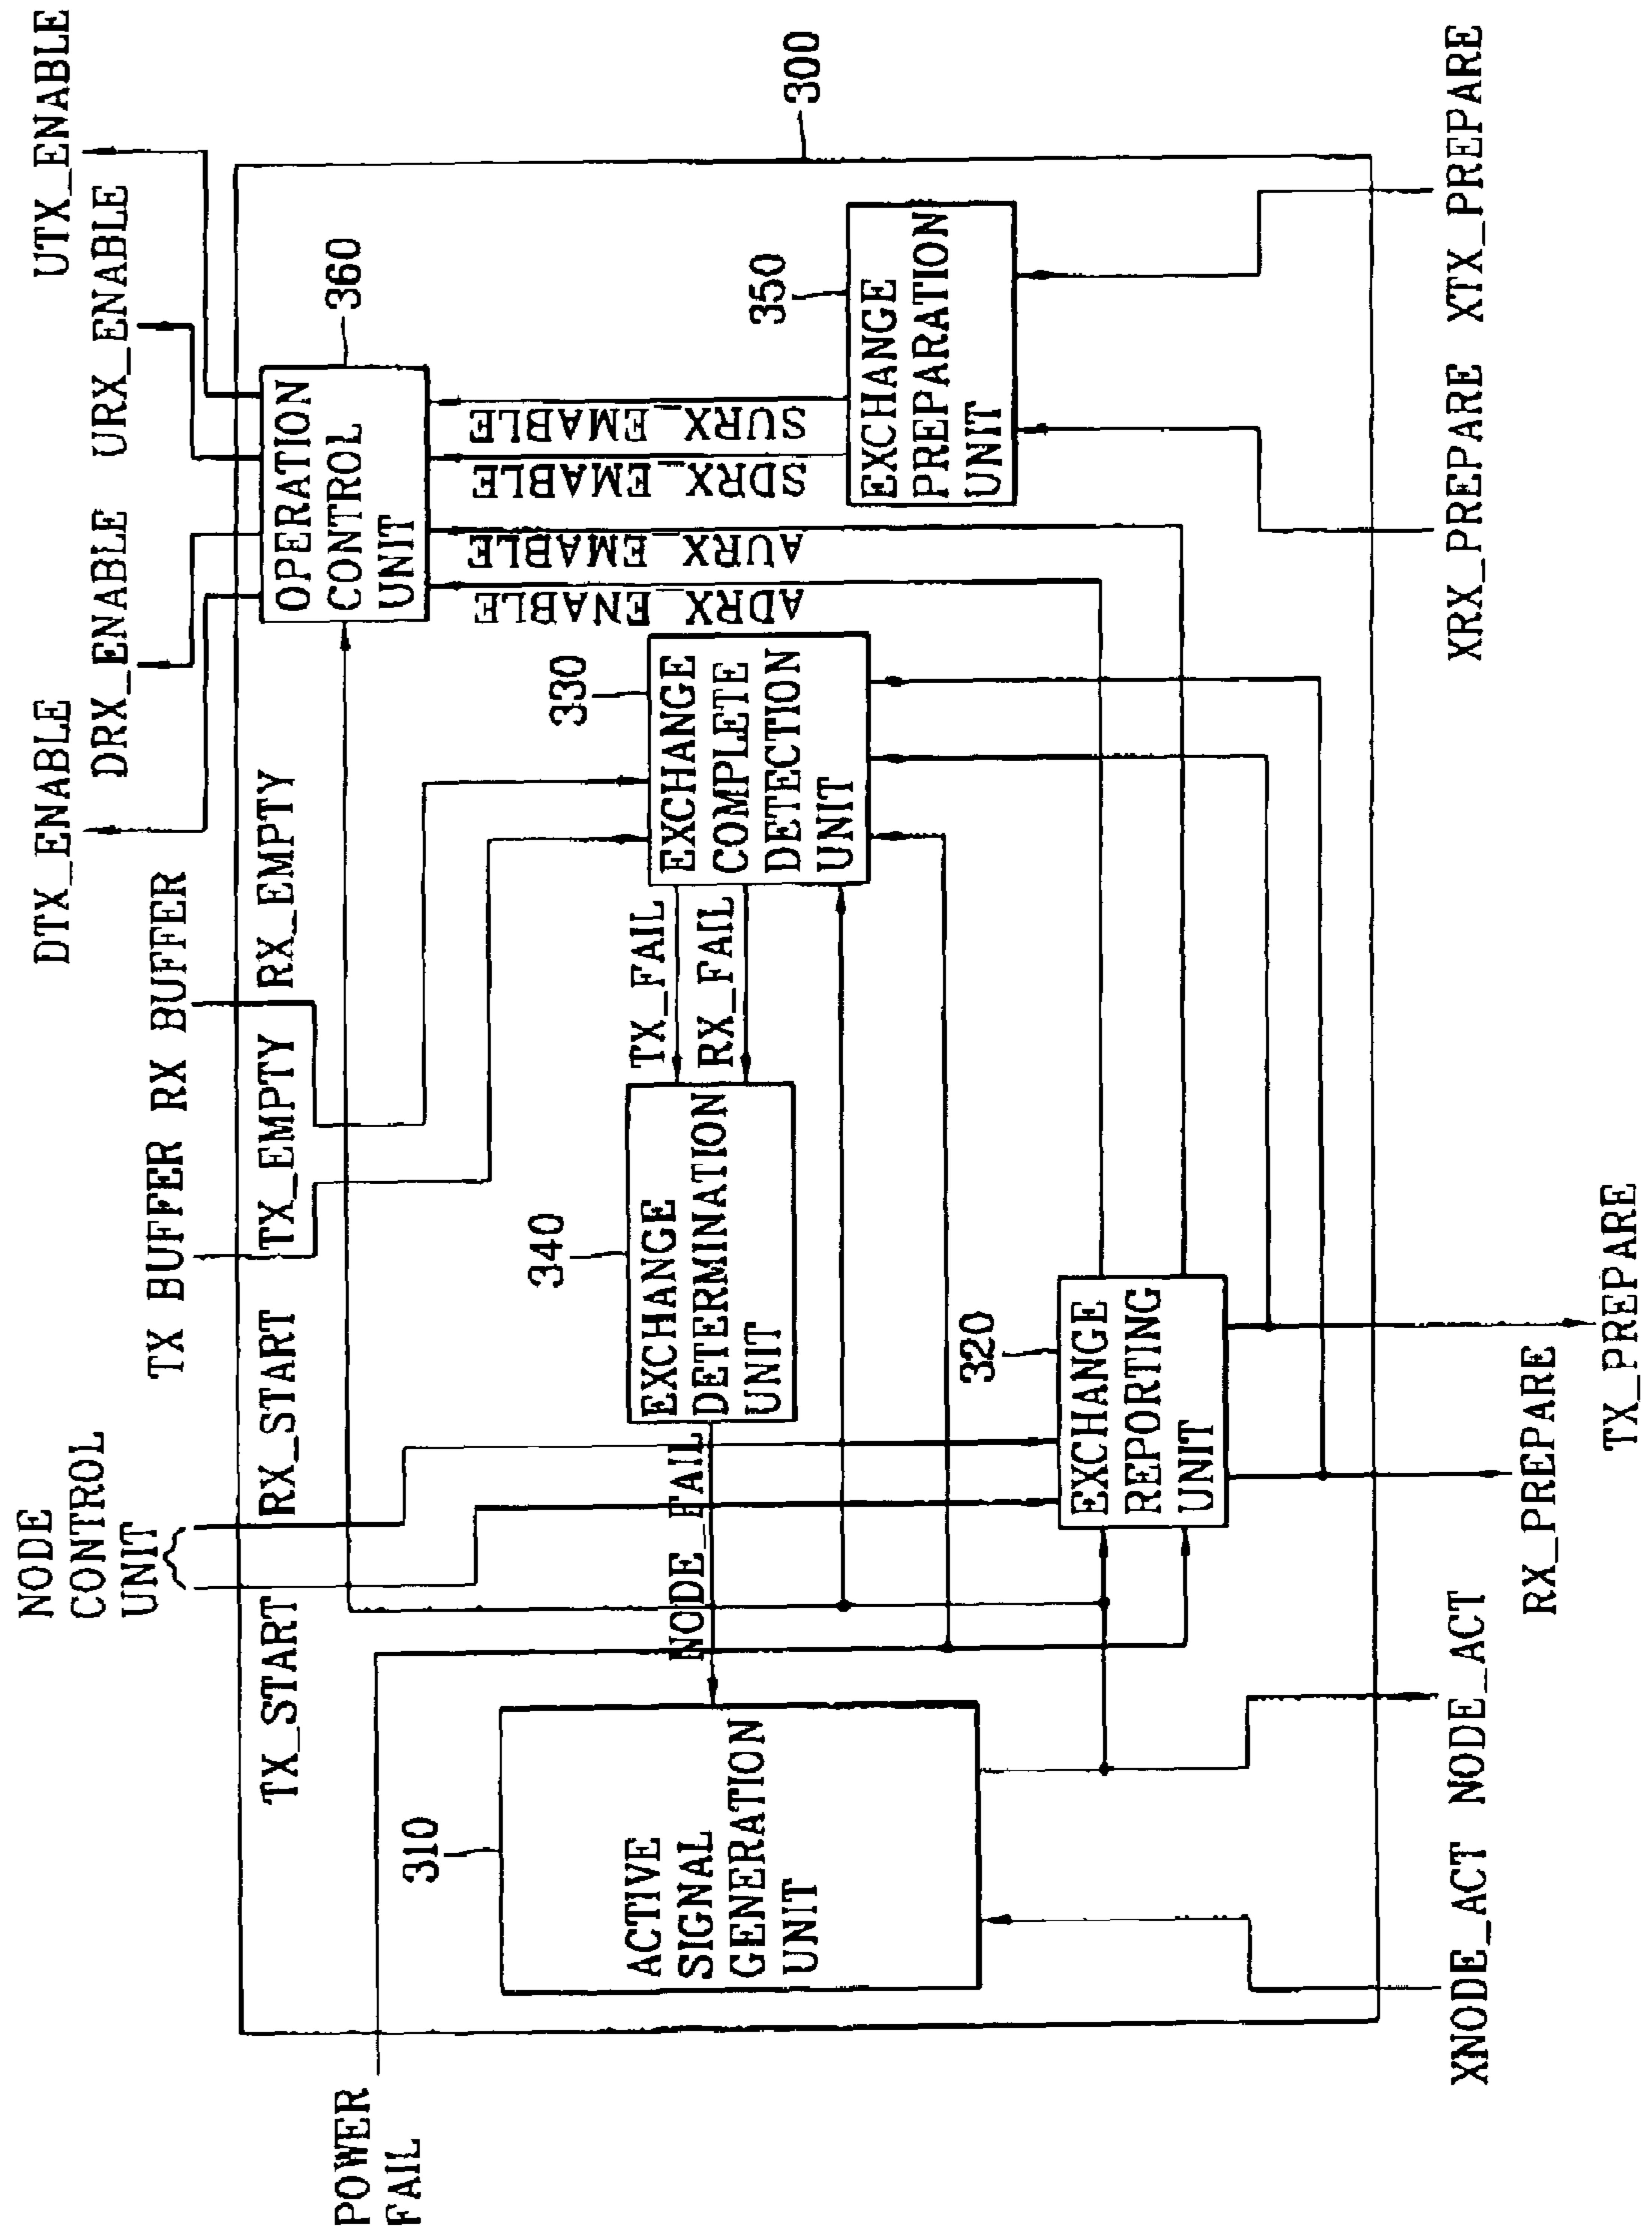 NODE
CONTROL
UNIT
TX BUFFER
RX BUFFER
DTX_ENABLE
DRX_ENABLE
URX_ENABLE
UTX_ENABLE
TX_START
RX_START
TX_EMPTY
RX_EMPTY
POWER
FAIL
300
360
OPERATION
CONTROL
UNIT
310
ACTIVE
SIGNAL
GENERATION
UNIT
NODE_FAIL
340
EXCHANGE
DETERMINATION
UNIT
TX_FAIL
RX_FAIL
330
EXCHANGE
COMPLETE
DETECTION
UNIT
ADRX_ENABLE
AURX_EMABLE
SDRX_EMABLE
SURX_EMABLE
320
EXCHANGE
REPORTING
UNIT
350
EXCHANGE
PREPARATION
UNIT
XNODE_ACT
NODE_ACT
RX_PREPARE
TX_PREPARE
XRX_PREPARE
XTX_PREPARE